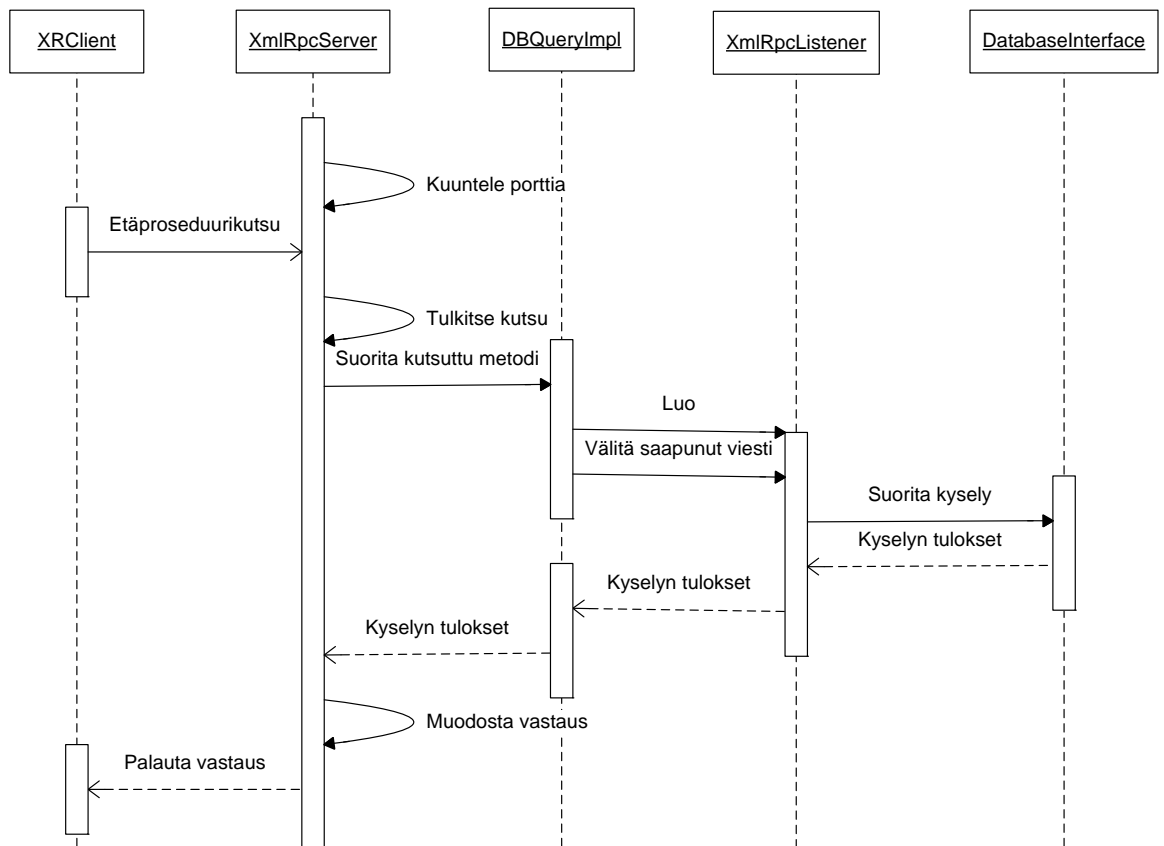 XRClient
XmlRpcServer
DBQueryImpl
XmlRpcListener
DatabaseInterface
Kuuntele porttia
Etäproseduurikutsu
Tulkitse kutsu
Suorita kutsuttu metodi
Luo
Välitä saapunut viesti
Suorita kysely
Kyselyn tulokset
Kyselyn tulokset
Kyselyn tulokset
Muodosta vastaus
Palauta vastaus